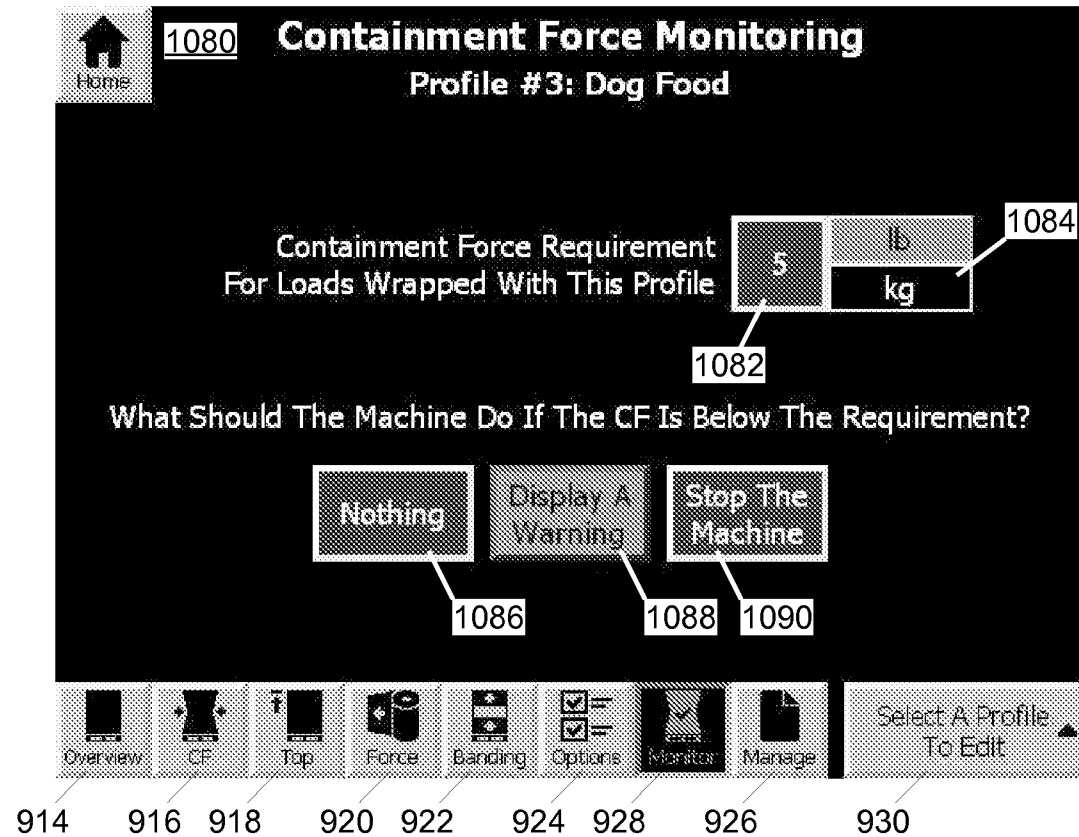 Home
1080
Containment Force Monitoring
Profile #3: Dog Food
1084
Containment Force Requirement
For Loads Wrapped With This Profile
5
lb
kg
1082
What Should The Machine Do If The CF Is Below The Requirement?
Nothing
Display A
Warning
Stop The
Machine
1086
1088
1090
Overview
CF
Top
Force
Banding
Options
Monitor
Manage
Select A Profile
To Edit
914
916
918
920
922
924
928
926
930